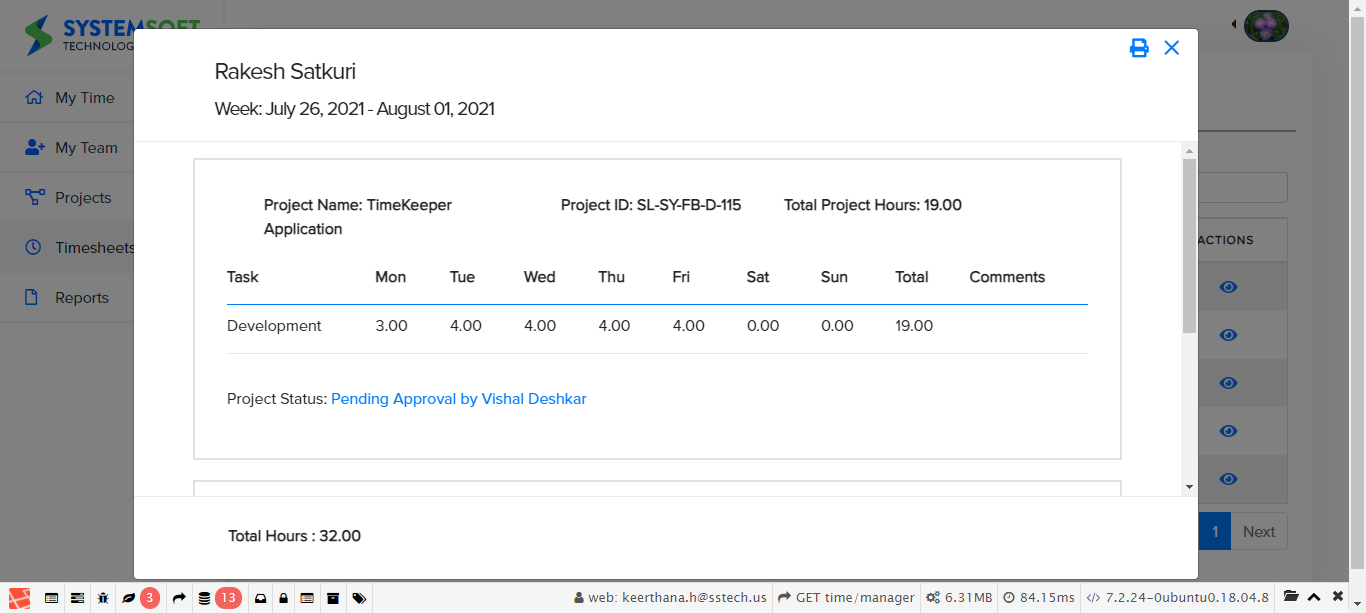 SYSTEMSOFT
TECHNOLOG
My Time
My Team
Projects
Timesheets
Reports
Rakesh Satkuri
Week: July 26, 2021 - August 01, 2021
Project Name: TimeKeeper Project ID: SL-SY-FB-D-115 Total Project Hours: 19.00
Application
Task Mon Tue Wed Thu Fri Sat Sun Total Comments
Development 3.00 4.00 4.00 4.00 4.00 0.00 0.00 19.00
Project Status: Pending Approval by Vishal Deshkar
Total Hours : 32.00
ACTIONS
1 Next
3 13 web: keerthana.h@sstech.us GET time/manager 6.31MB 84.15ms 7.2.24-0ubuntu0.18.04.8